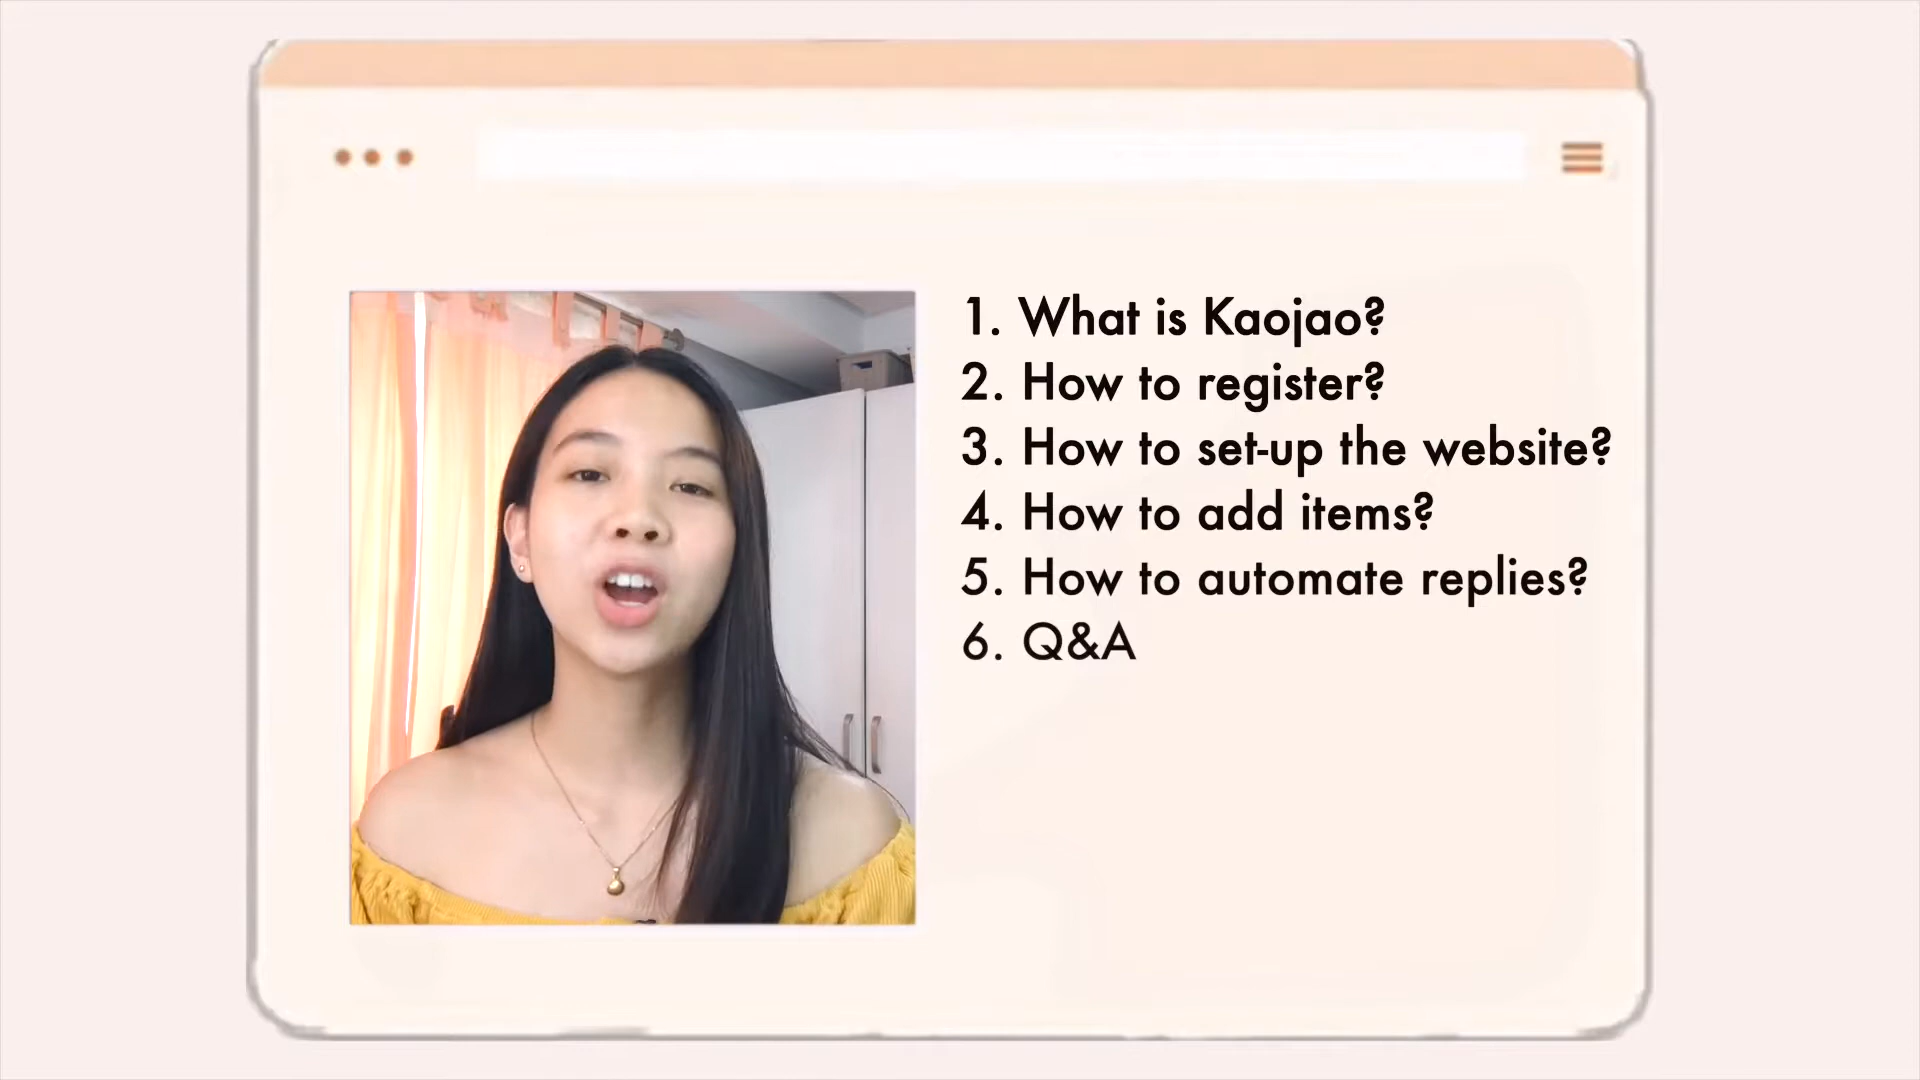 1. What is Kaojao?
2. How to register?
3. How to set-up the website?
4. How to add items?
5. How to automate replies?
6. Q&A